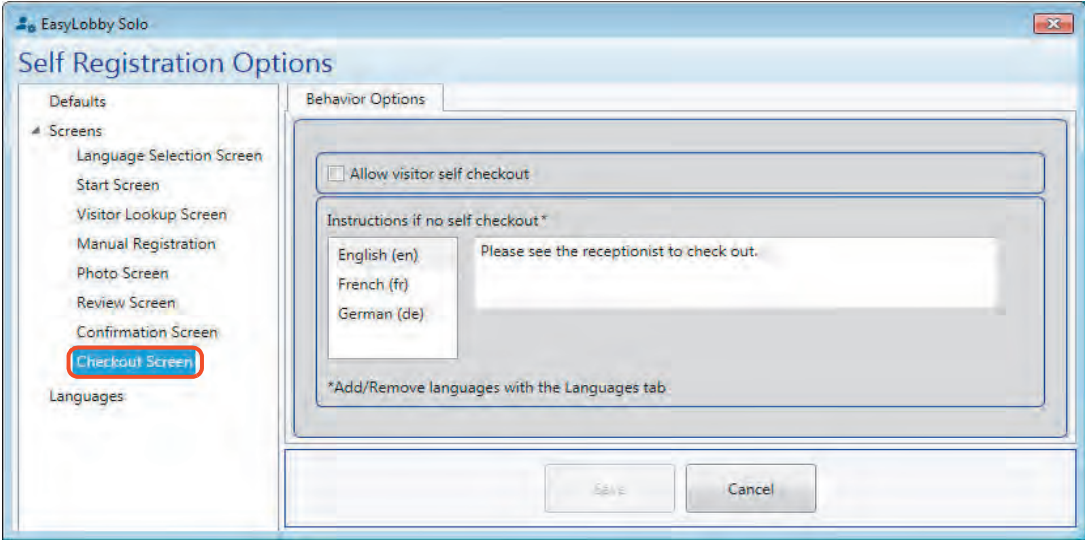 EasyLobby Solo
Self Registration Options
Defaults
Screens
Language Selection Screen
Start Screen
Visitor Lookup Screen
Manual Registration
Photo Screen
Review Screen
Confirmation Screen
Checkout Screen
Languages
Behavior Options
Allow visitor self checkout
Instructions if no self checkout*
English (en)
French (fr)
German (de)
Please see the receptionist to check out.
*Add/Remove languages with the Languages tab
Save
Cancel